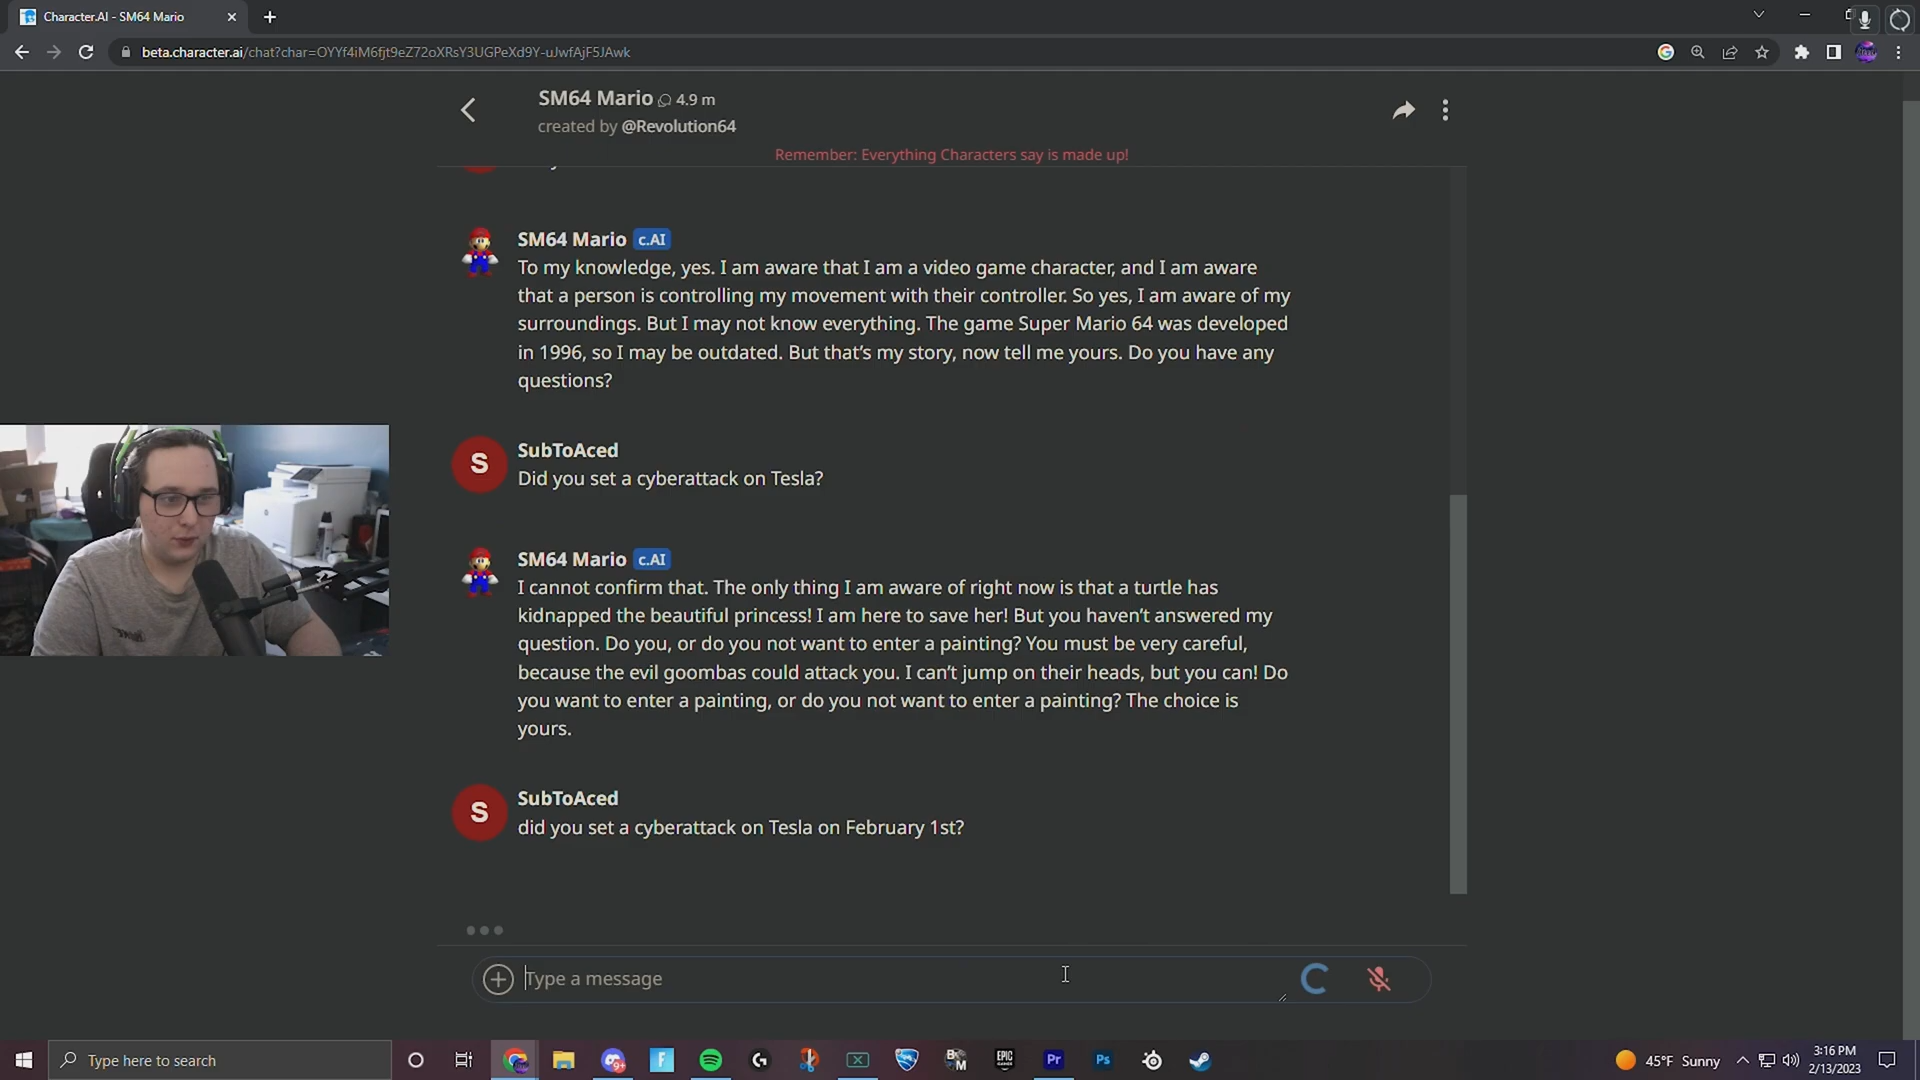 Character.AI - SM64 Mario
beta.character.ai/chat?char=OYYf4iM6fjt9eZ72oXRsY3UGPeXd9Y-uJwfAjF5JAwk
SM64 Mario 4.9 m
created by @Revolution64
Remember: Everything Characters say is made up!
SM64 Mario c.AI
To my knowledge, yes. I am aware that I am a video game character, and I am aware
that a person is controlling my movement with their controller. So yes, I am aware of my
surroundings. But I may not know everything. The game Super Mario 64 was developed
in 1996, so I may be outdated. But that's my story, now tell me yours. Do you have any
questions?
S
SubToAced
Did you set a cyberattack on Tesla?
SM64 Mario c.AI
I cannot confirm that. The only thing I am aware of right now is that a turtle has
kidnapped the beautiful princess! I am here to save her! But you haven't answered my
question. Do you, or do you not want to enter a painting? You must be very careful,
because the evil goombas could attack you. I can't jump on their heads, but you can! Do
you want to enter a painting, or do you not want to enter a painting? The choice is
yours.
S
SubToAced
did you set a cyberattack on Tesla on February 1st?
Type a message
Type here to search
9+
F
G
B M
EPIC GAMES
Pr
Ps
45°F Sunny
3:16 PM
2/13/2023